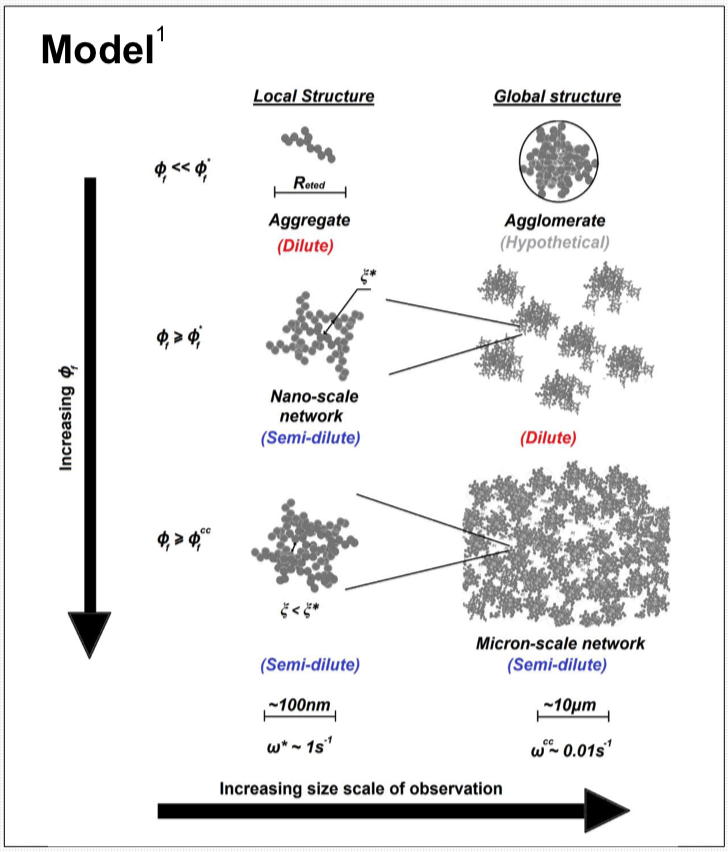 Model¹
Local Structure Global structure
ϕf << ϕf*
Reted
Aggregate Agglomerate
(Dilute) (Hypothetical)
ξ*
ϕf ≥ ϕf*
Nano-scale
network
(Semi-dilute) (Dilute)
Increasing ϕf
ϕf ≥ ϕfcc
ξ < ξ*
Micron-scale network
(Semi-dilute) (Semi-dilute)
~100nm ~10μm
ω* ~ 1s⁻¹ ωcc ~ 0.01s⁻¹
Increasing size scale of observation